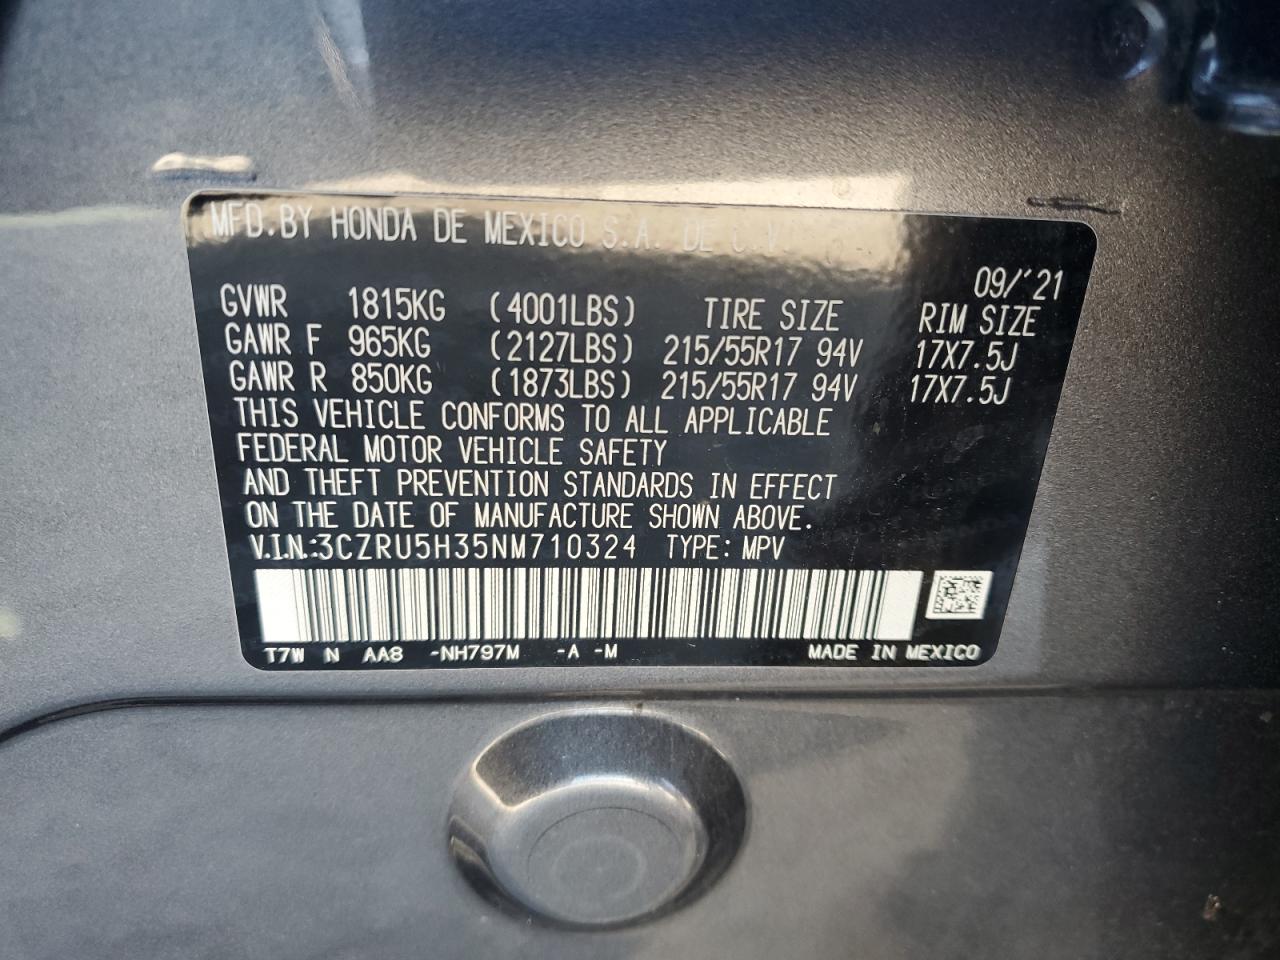 MFD.BY HONDA DE MEXICO S.A. DE C.V
09/'21
GVWR 1815KG (4001LBS) TIRE SIZE RIM SIZE
GAWR F 965KG (2127LBS) 215/55R17 94V 17X7.5J
GAWR R 850KG (1873LBS) 215/55R17 94V 17X7.5J
THIS VEHICLE CONFORMS TO ALL APPLICABLE
FEDERAL MOTOR VEHICLE SAFETY
AND THEFT PREVENTION STANDARDS IN EFFECT
ON THE DATE OF MANUFACTURE SHOWN ABOVE.
V.I.N.:3CZRU5H35NM710324 TYPE: MPV
T7W N AA8 -NH797M -A -M MADE IN MEXICO